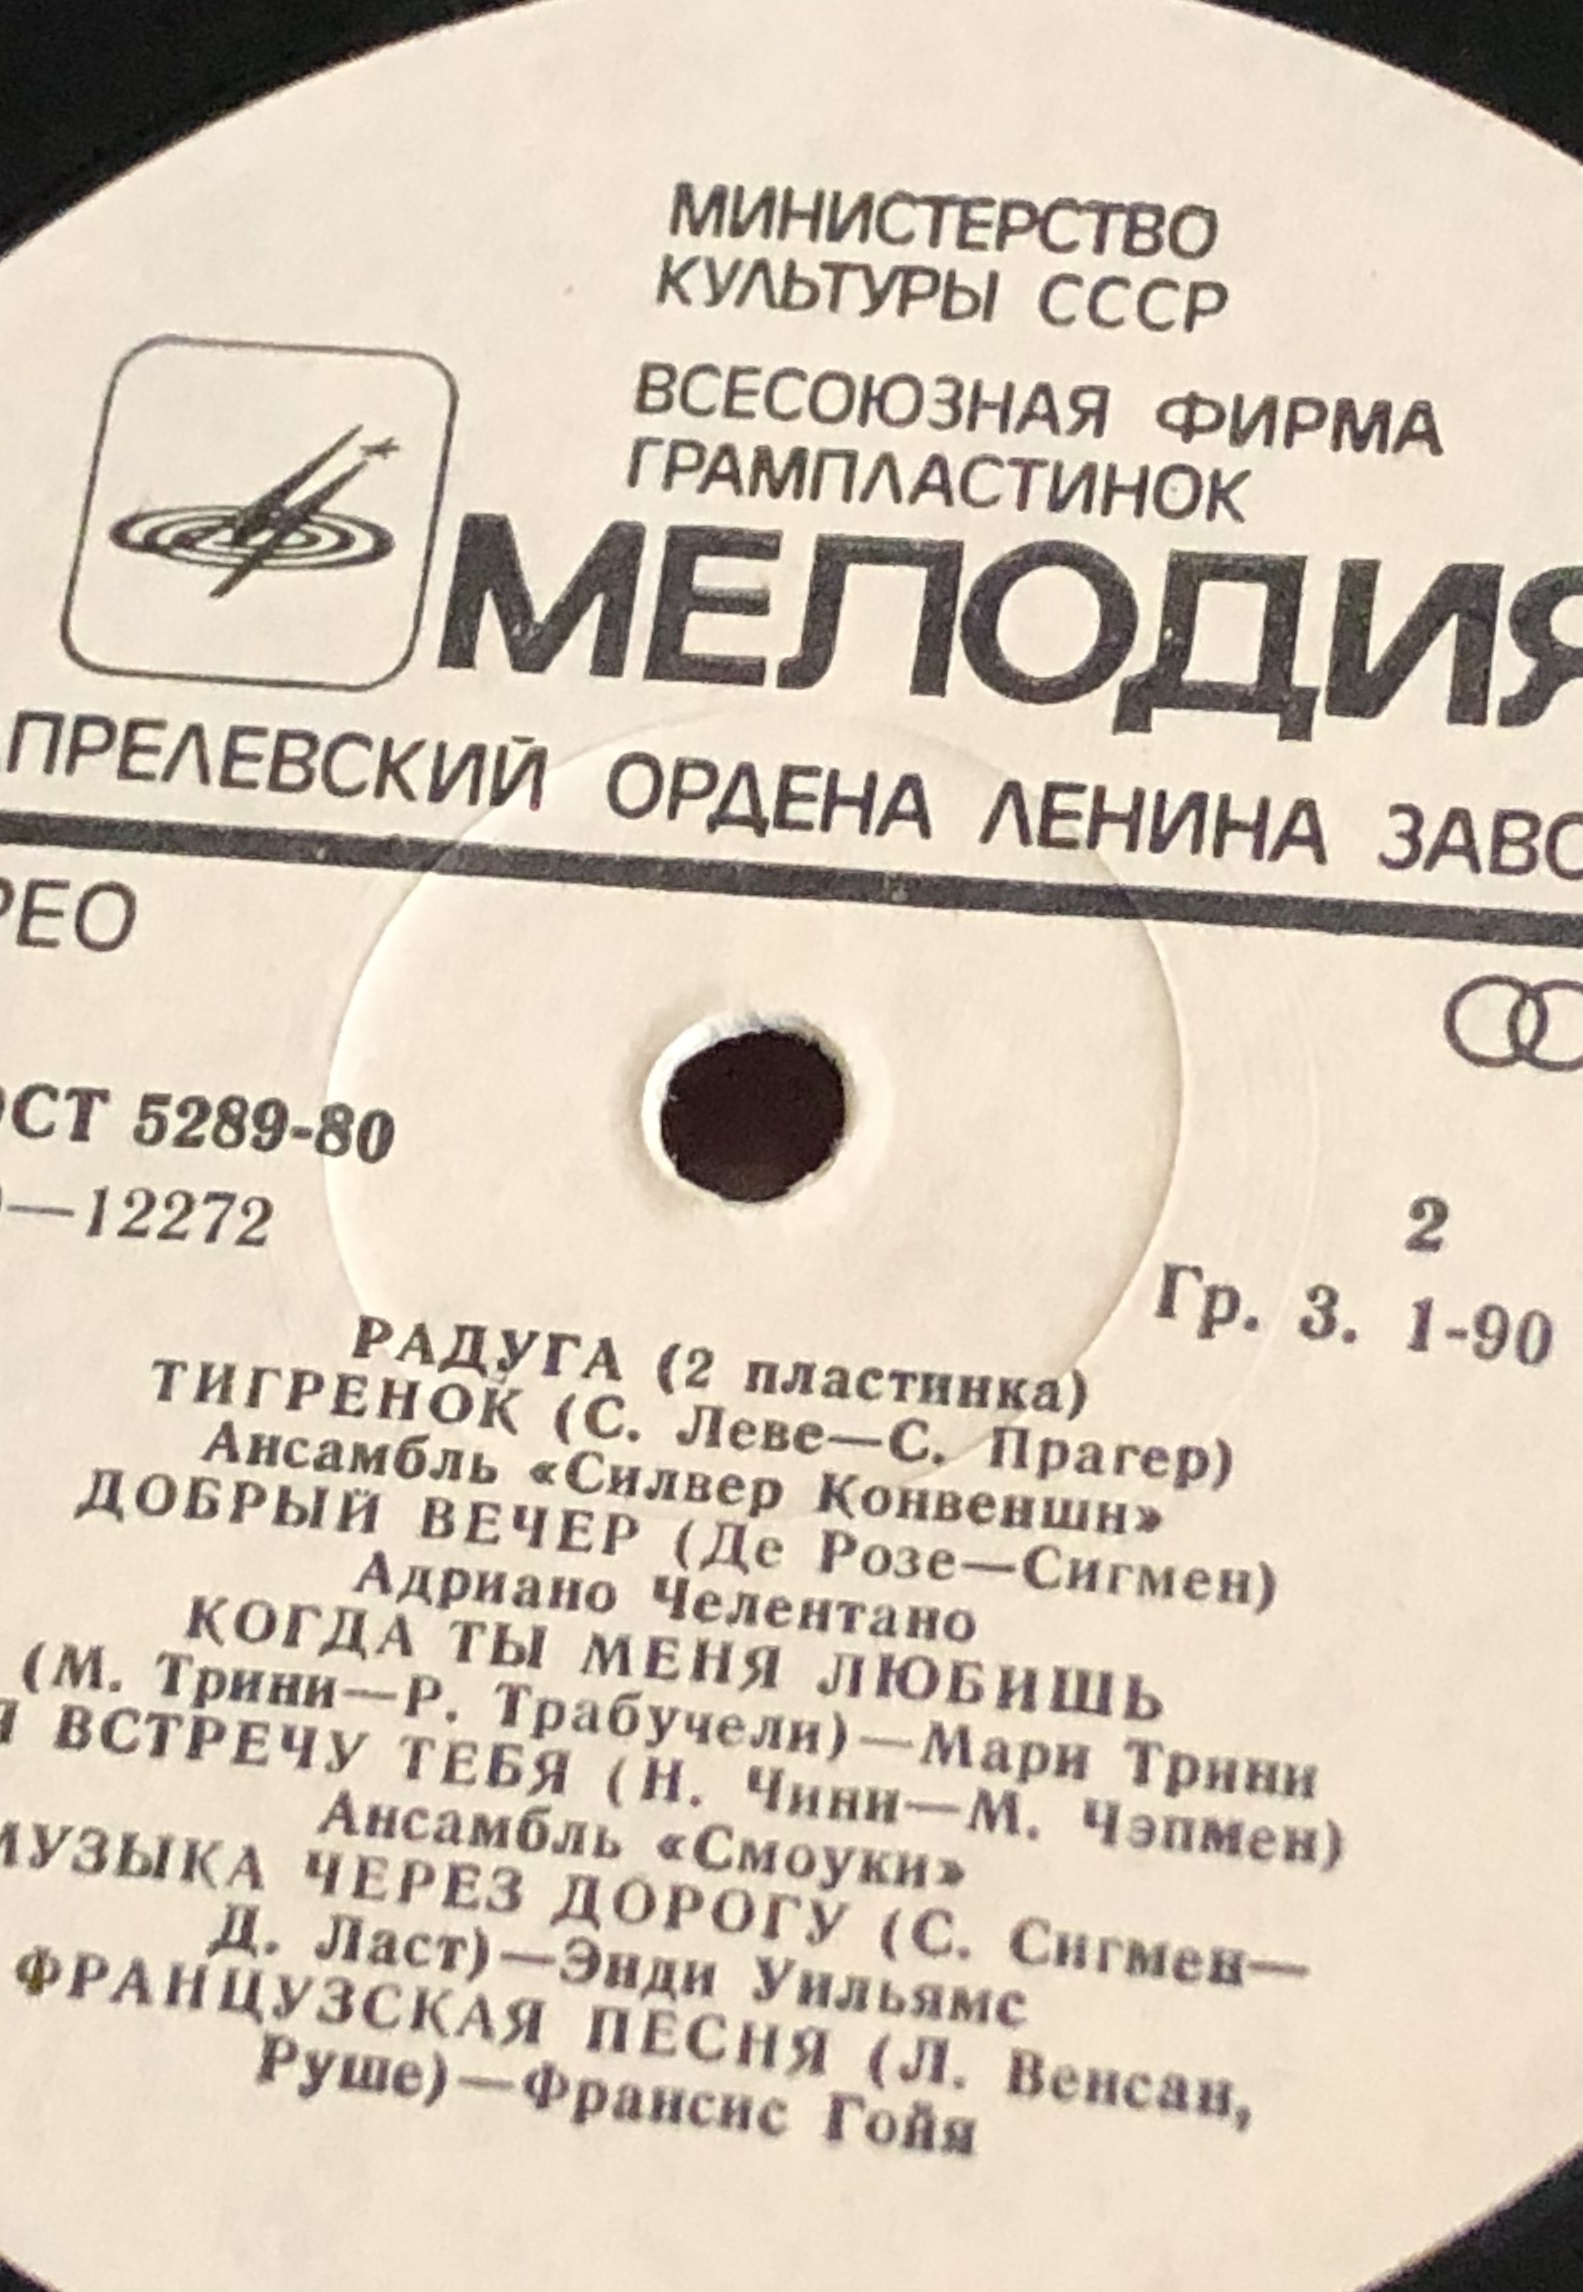 МИНИСТЕРСТВО
КУЛЬТУРЫ СССР
ВСЕСОЮЗНАЯ ФИРМА
ГРАМПЛАСТИНОК
МЕЛОДИЯ
ПРЕЛЕВСКИЙ ОРДЕНА ЛЕНИНА ЗАВО
РЕО
ОСТ 5289-80
—12272
2
Гр. 3. 1-90
РАДУГА (2 пластинка)
ТИГРЕНОК (С. Леве—С. Прагер)
Ансамбль «Силвер Конвеншн»
ДОБРЫЙ ВЕЧЕР (Де Розе—Сигмен)
Адриано Челентано
КОГДА ТЫ МЕНЯ ЛЮБИШЬ
(М. Трини—Р. Трабучели)—Мари Трини
Я ВСТРЕЧУ ТЕБЯ (Н. Чини—М. Чэпмен)
Ансамбль «Смоуки»
МУЗЫКА ЧЕРЕЗ ДОРОГУ (С. Сигмен—
Д. Ласт)—Энди Уильямс
ФРАНЦУЗСКАЯ ПЕСНЯ (Л. Венсан,
Руше)—Франсис Гойя